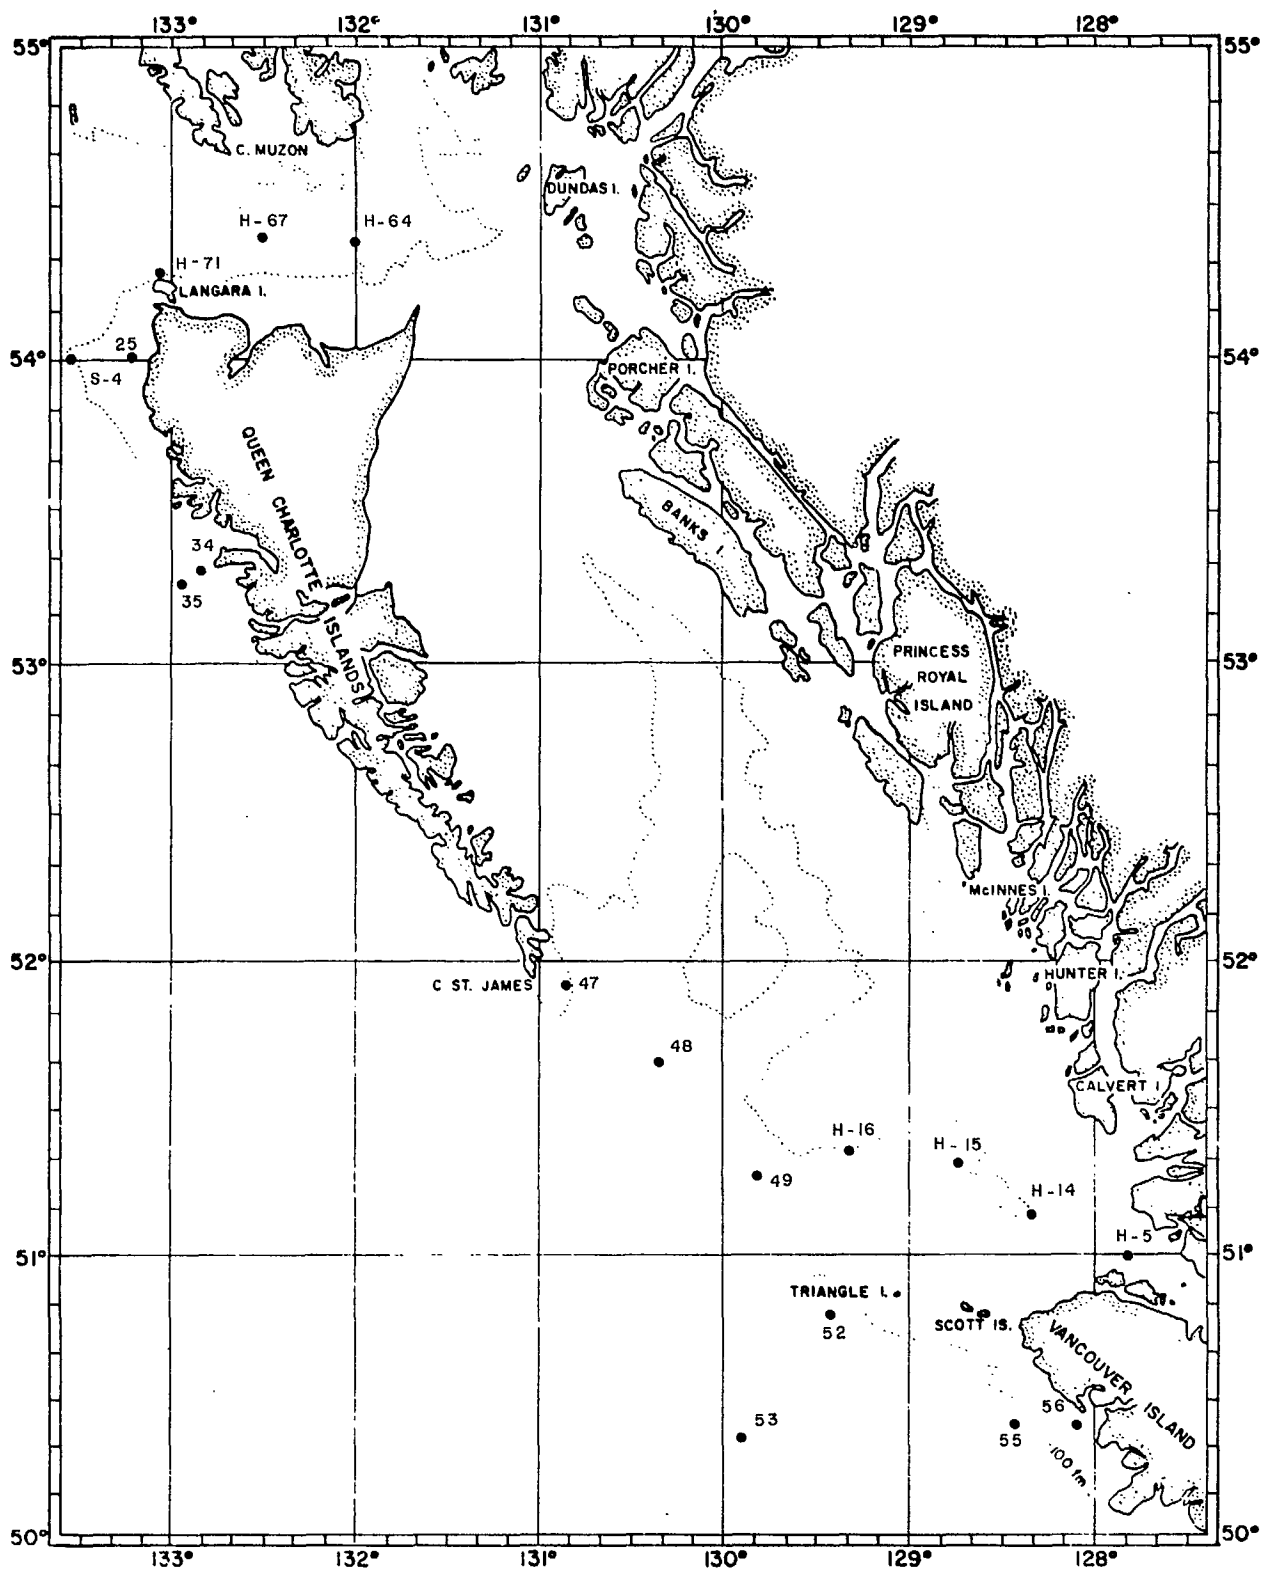 133° 132° 131° 130° 129° 128°
55° 55°
C. MUZON
DUNDAS I.
H-67 H-64
H-71
LANGARA I.
54° 25 54°
S-4
PORCHER I.
QUEEN CHARLOTTE ISLANDS
BANKS I.
34
35
53° 53°
PRINCESS
ROYAL
ISLAND
McINNES I.
52° 52°
HUNTER I.
C ST. JAMES 47
48
CALVERT I
H-16 H-15
49
H-14
H-5
51° 51°
TRIANGLE I.
52
SCOTT IS.
VANCOUVER ISLAND
53
56
55
100 fm
50° 50°
133° 132° 131° 130° 129° 128°